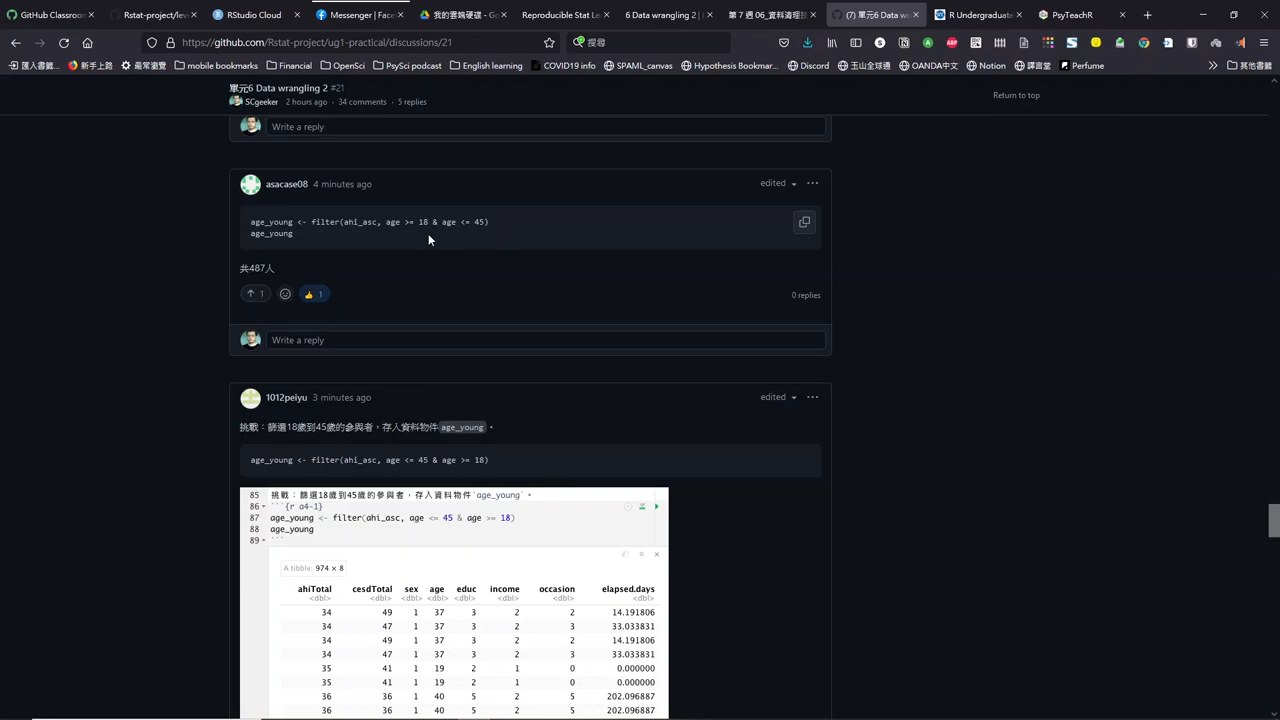 GitHub Classroom
Rstat-project/leve
RStudio Cloud
Messenger | Face
我的雲端硬碟 - Go
Reproducible Stat Le
6 Data wrangling 2 |
第 7 週 06_資料清理
(7) 單元6 Data wr
R Undergraduate
PsyTeachR
https://github.com/Rstat-project/ug1-practical/discussions/21
搜尋
匯入書籤...
新手上路
最常瀏覽
mobile bookmarks
Financial
OpenSci
PsySci podcast
English learning
COVID19 info
SPAML_canvas
Hypothesis Bookmar...
Discord
玉山全球通
OANDA中文
Notion
譯言堂
Perfume
其他書籤
單元6 Data wrangling 2 #21
SCgeeker 2 hours ago · 34 comments · 5 replies
Return to top
Write a reply
asacase08 4 minutes ago
edited
age_young <- filter(ahi_asc, age >= 18 & age <= 45)
age_young
共487人
1
1
0 replies
Write a reply
1012peiyu 3 minutes ago
edited
挑戰：篩選18歲到45歲的參與者，存入資料物件age_young。
age_young <- filter(ahi_asc, age <= 45 & age >= 18)
85 挑戰：篩選18歲到45歲的參與者，存入資料物件`age_young`。
86 ```{r a4-1}
87 age_young <- filter(ahi_asc, age <= 45 & age >= 18)
88 age_young
89 ```
A tibble: 974 × 8
ahiTotal cesdTotal sex age educ income occasion elapsed.days
<dbl> <dbl> <dbl> <dbl> <dbl> <dbl> <dbl> <dbl>
34 49 1 37 3 2 2 14.191806
34 47 1 37 3 2 3 33.033831
34 49 1 37 3 2 2 14.191806
34 47 1 37 3 2 3 33.033831
35 41 1 19 2 1 0 0.000000
35 41 1 19 2 1 0 0.000000
36 36 1 40 5 2 5 202.096887
36 36 1 40 5 2 5 202.096887